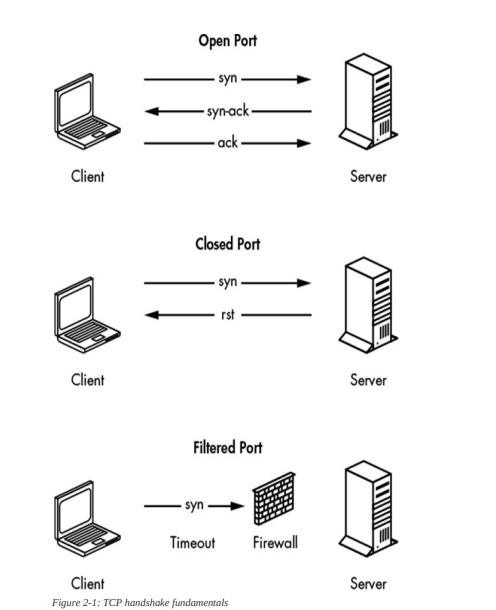 Open Port
syn
syn-ack
ack
Client Server
Closed Port
syn
rst
Client Server
Filtered Port
syn
Timeout Firewall
Client Server
Figure 2-1: TCP handshake fundamentals